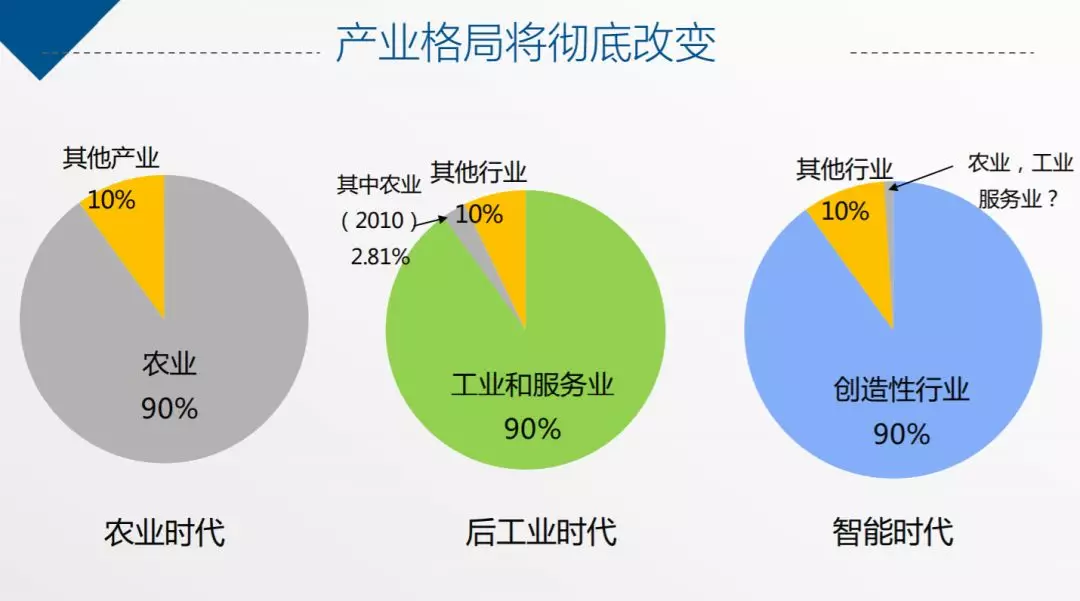 产业格局将彻底改变
其他产业
10%
农业
90%
农业时代
其中农业
（2010）
2.81%
其他行业
10%
工业和服务业
90%
后工业时代
其他行业
10%
农业，工业
服务业？
创造性行业
90%
智能时代